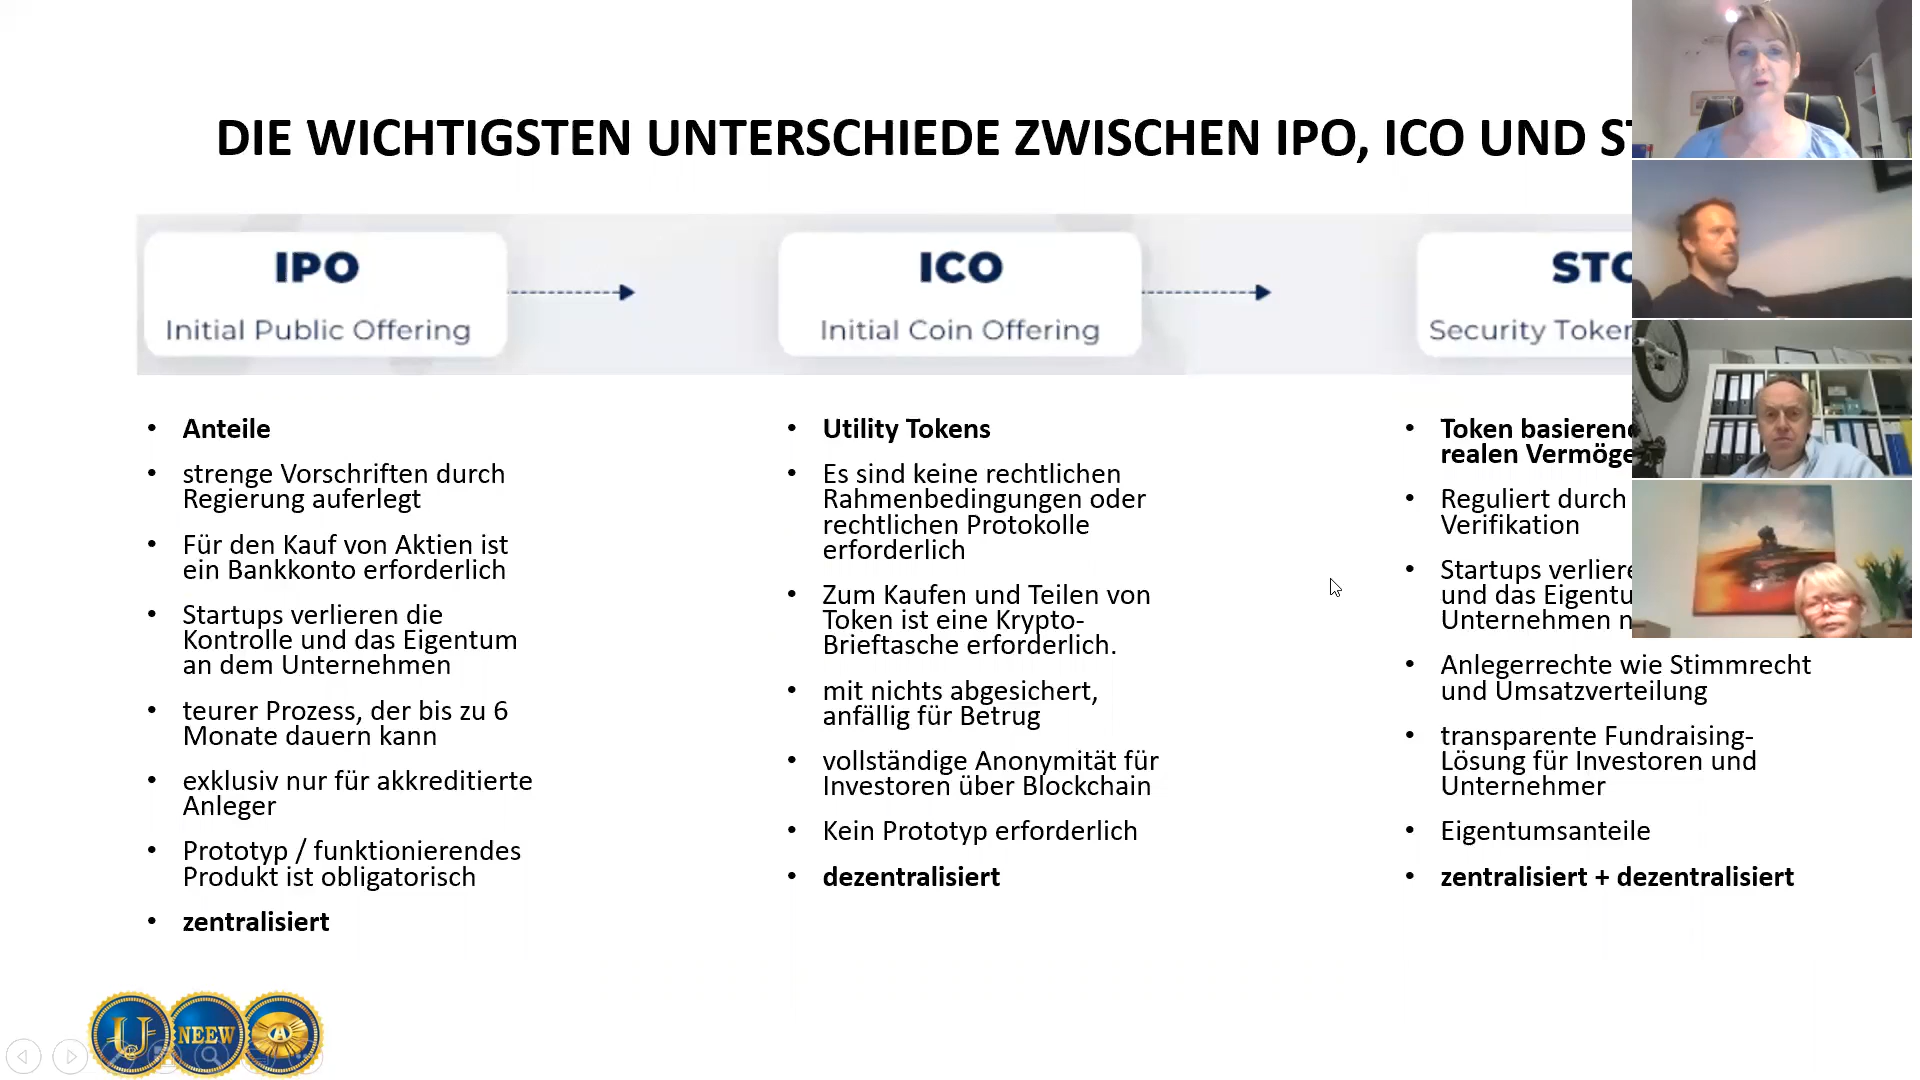 DIE WICHTIGSTEN UNTERSCHIEDE ZWISCHEN IPO, ICO UND
IPO
Initial Public Offering
ICO
Initial Coin Offering
Security
Anteile
strenge Vorschriften durch
Regierung auferlegt
Für den Kauf von Aktien ist
ein Bankkonto erforderlich
Startups verlieren die
Kontrolle und das Eigentum
an dem Unternehmen
teurer Prozess, der bis zu 6
Monate dauern kann
exklusiv nur für akkreditierte
Anleger
Prototyp / funktionierendes
Produkt ist obligatorisch
zentralisiert
Utility Tokens
Es sind keine rechtlichen
Rahmenbedingungen oder
rechtlichen Protokolle
erforderlich
Zum Kaufen und Teilen von
Token ist eine Krypto-
Brieftasche erforderlich.
mit nichts abgesichert,
anfällig für Betrug
vollständige Anonymität für
Investoren über Blockchain
Kein Prototyp erforderlich
dezentralisiert
Token
realen
Reguliert durch
Verifikation
Startups
und das
Unternehmen
Anlegerrechte wie Stimmrecht
und Umsatzverteilung
transparente Fundraising-
Lösung für Investoren und
Unternehmer
Eigentumsanteile
zentralisiert + dezentralisiert
U
NEEW
A